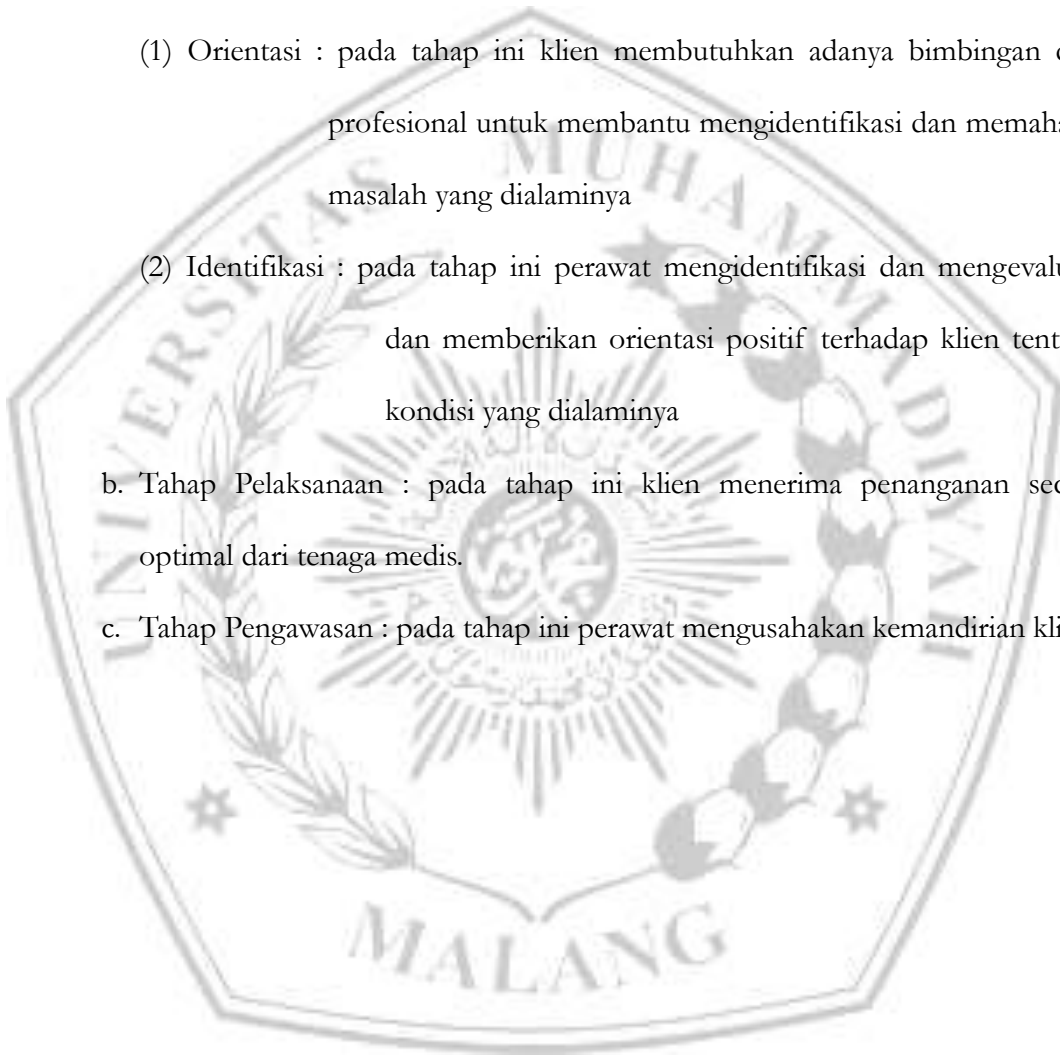 (1) Orientasi : pada tahap ini klien membutuhkan adanya bimbingan
profesional untuk membantu mengidentifikasi dan
masalah yang dialaminya
(2) Identifikasi : pada tahap ini perawat mengidentifikasi dan
dan memberikan orientasi positif terhadap klien
kondisi yang dialaminya
b. Tahap Pelaksanaan : pada tahap ini klien menerima penanganan
optimal dari tenaga medis.
c. Tahap Pengawasan : pada tahap ini perawat mengusahakan kemandirian
UNIVERSITAS MUHAMMADIYAH
MALANG